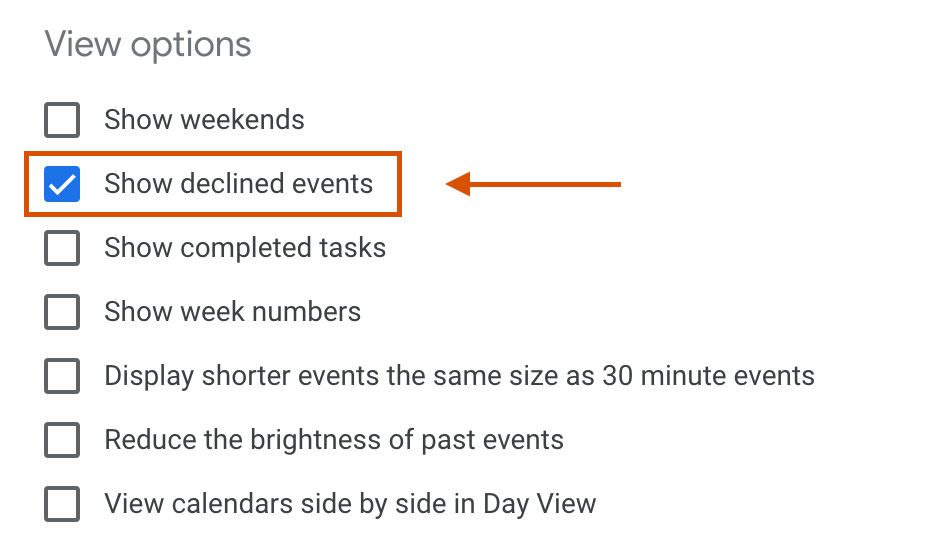 View options
Show weekends
Show declined events
Show completed tasks
Show week numbers
Display shorter events the same size as 30 minute events
Reduce the brightness of past events
View calendars side by side in Day View